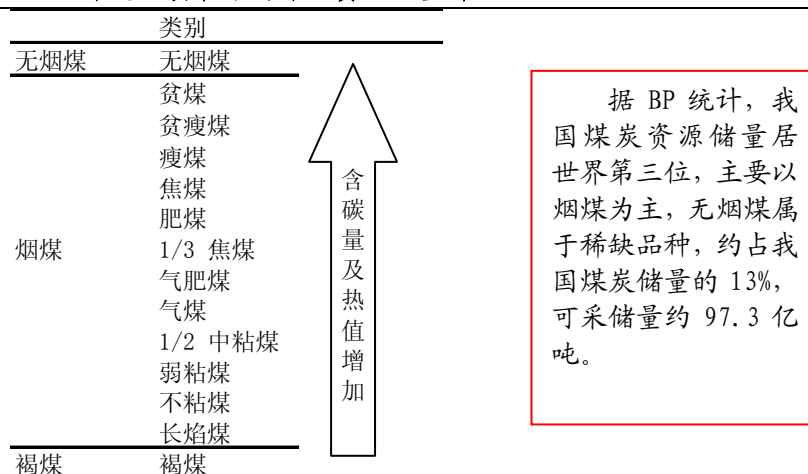 类别
无烟煤 无烟煤
贫煤
贫瘦煤
瘦煤
焦煤
肥煤
烟煤 1/3 焦煤
气肥煤
气煤
1/2 中粘煤
弱粘煤
不粘煤
长焰煤
褐煤 褐煤
含碳量及热值增加
据 BP 统计，我
国煤炭资源储量居
世界第三位，主要以
烟煤为主，无烟煤属
于稀缺品种，约占我
国煤炭储量的 13%，
可采储量约 97.3 亿
吨。